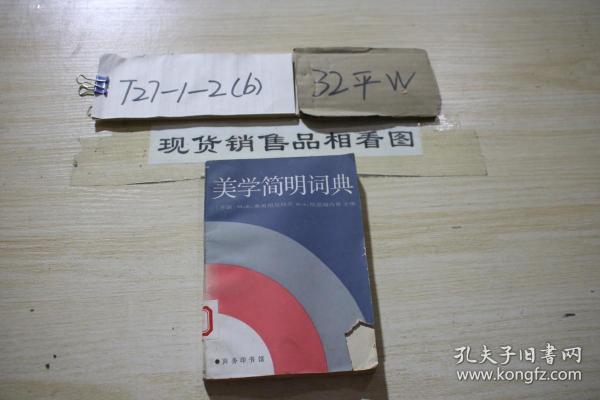 T27-1-2(6)
32平W
现货销售品相看图
美学简明词典
●商务印书馆
孔夫子旧书网
www.kongfz.com